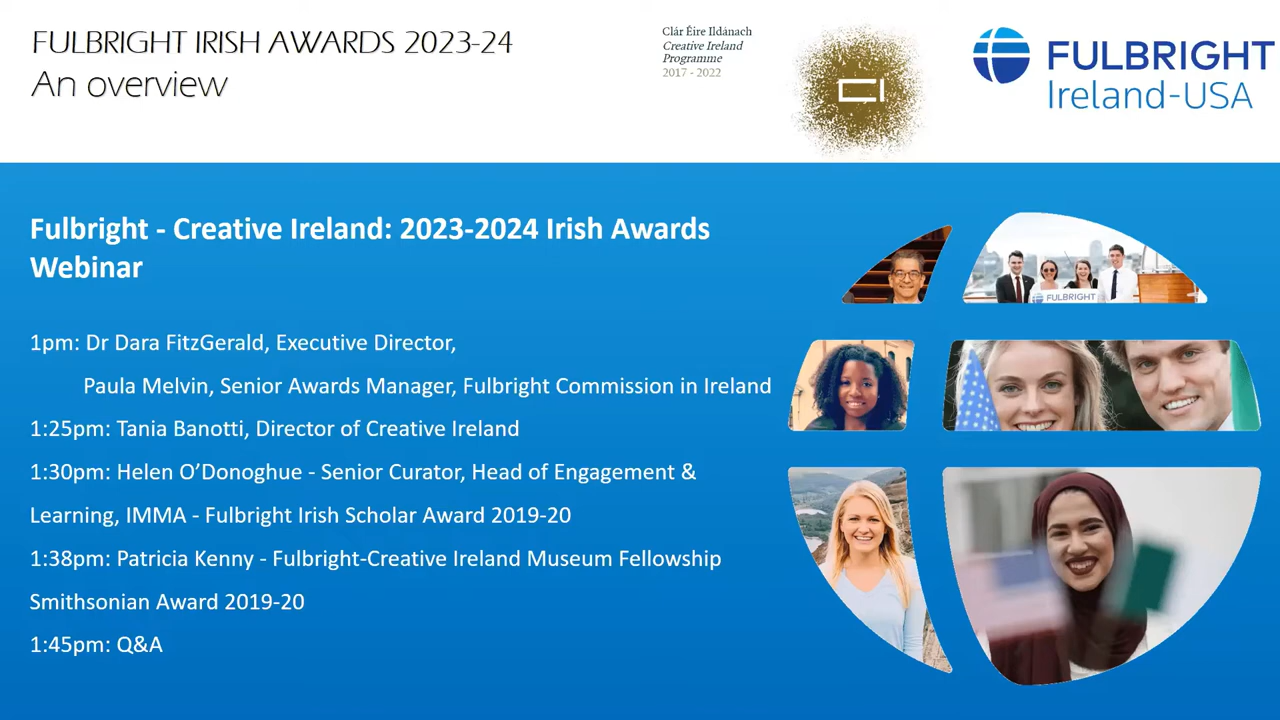 FULBRIGHT IRISH AWARDS 2023-24
An overview
Clár Éire Ildánach
Creative Ireland
Programme
2017 - 2022
CI
FULBRIGHT
Ireland-USA
Fulbright - Creative Ireland: 2023-2024 Irish Awards
Webinar
1pm: Dr Dara FitzGerald, Executive Director,
Paula Melvin, Senior Awards Manager, Fulbright Commission in Ireland
1:25pm: Tania Banotti, Director of Creative Ireland
1:30pm: Helen O’Donoghue - Senior Curator, Head of Engagement &
Learning, IMMA - Fulbright Irish Scholar Award 2019-20
1:38pm: Patricia Kenny - Fulbright-Creative Ireland Museum Fellowship
Smithsonian Award 2019-20
1:45pm: Q&A
FULBRIGHT